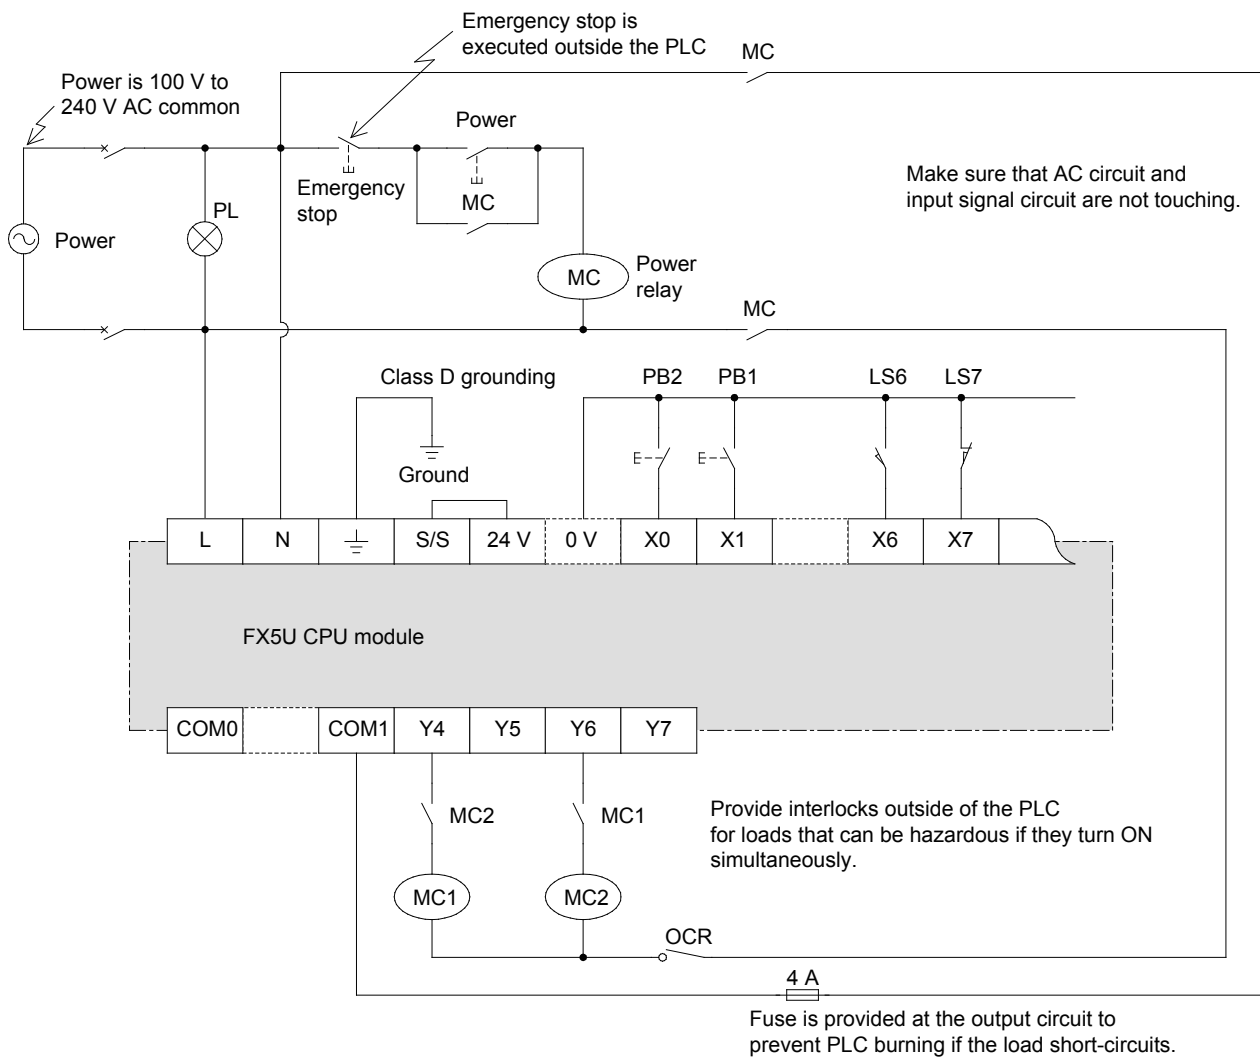 Emergency stop is
executed outside the PLC
MC
Power is 100 V to
240 V AC common
Power
Make sure that AC circuit and
input signal circuit are not touching.
Emergency
stop
MC
PL
Power
MC
Power
relay
MC
Class D grounding
PB2
PB1
LS6
LS7
Ground
L
N
S/S
24 V
0 V
X0
X1
X6
X7
FX5U CPU module
COM0
COM1
Y4
Y5
Y6
Y7
MC2
MC1
Provide interlocks outside of the PLC
for loads that can be hazardous if they turn ON
simultaneously.
MC1
MC2
OCR
4 A
Fuse is provided at the output circuit to
prevent PLC burning if the load short-circuits.